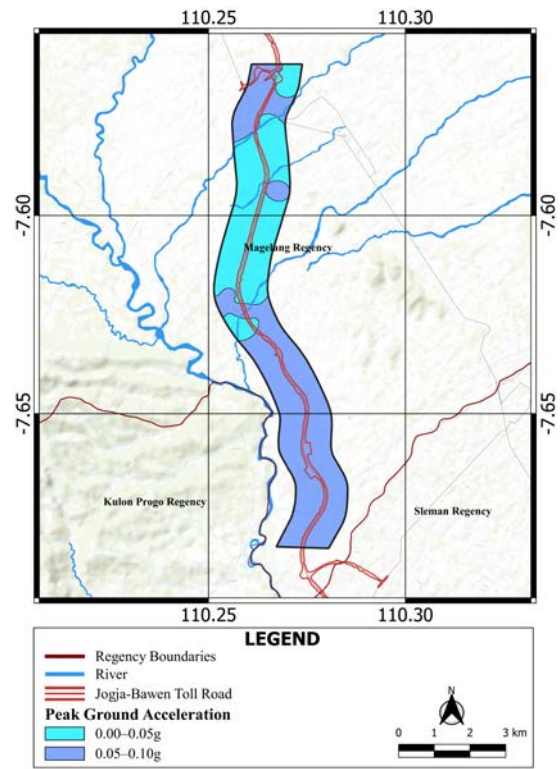 110.25 110.30
-7.60 -7.60
Magelang Regency
-7.65 -7.65
Kulon Progo Regency
Sleman Regency
110.25 110.30
LEGEND
Regency Boundaries
River
Jogja-Bawen Toll Road
Peak Ground Acceleration
0.00–0.05g
0.05–0.10g
N
0 1 2 3 km